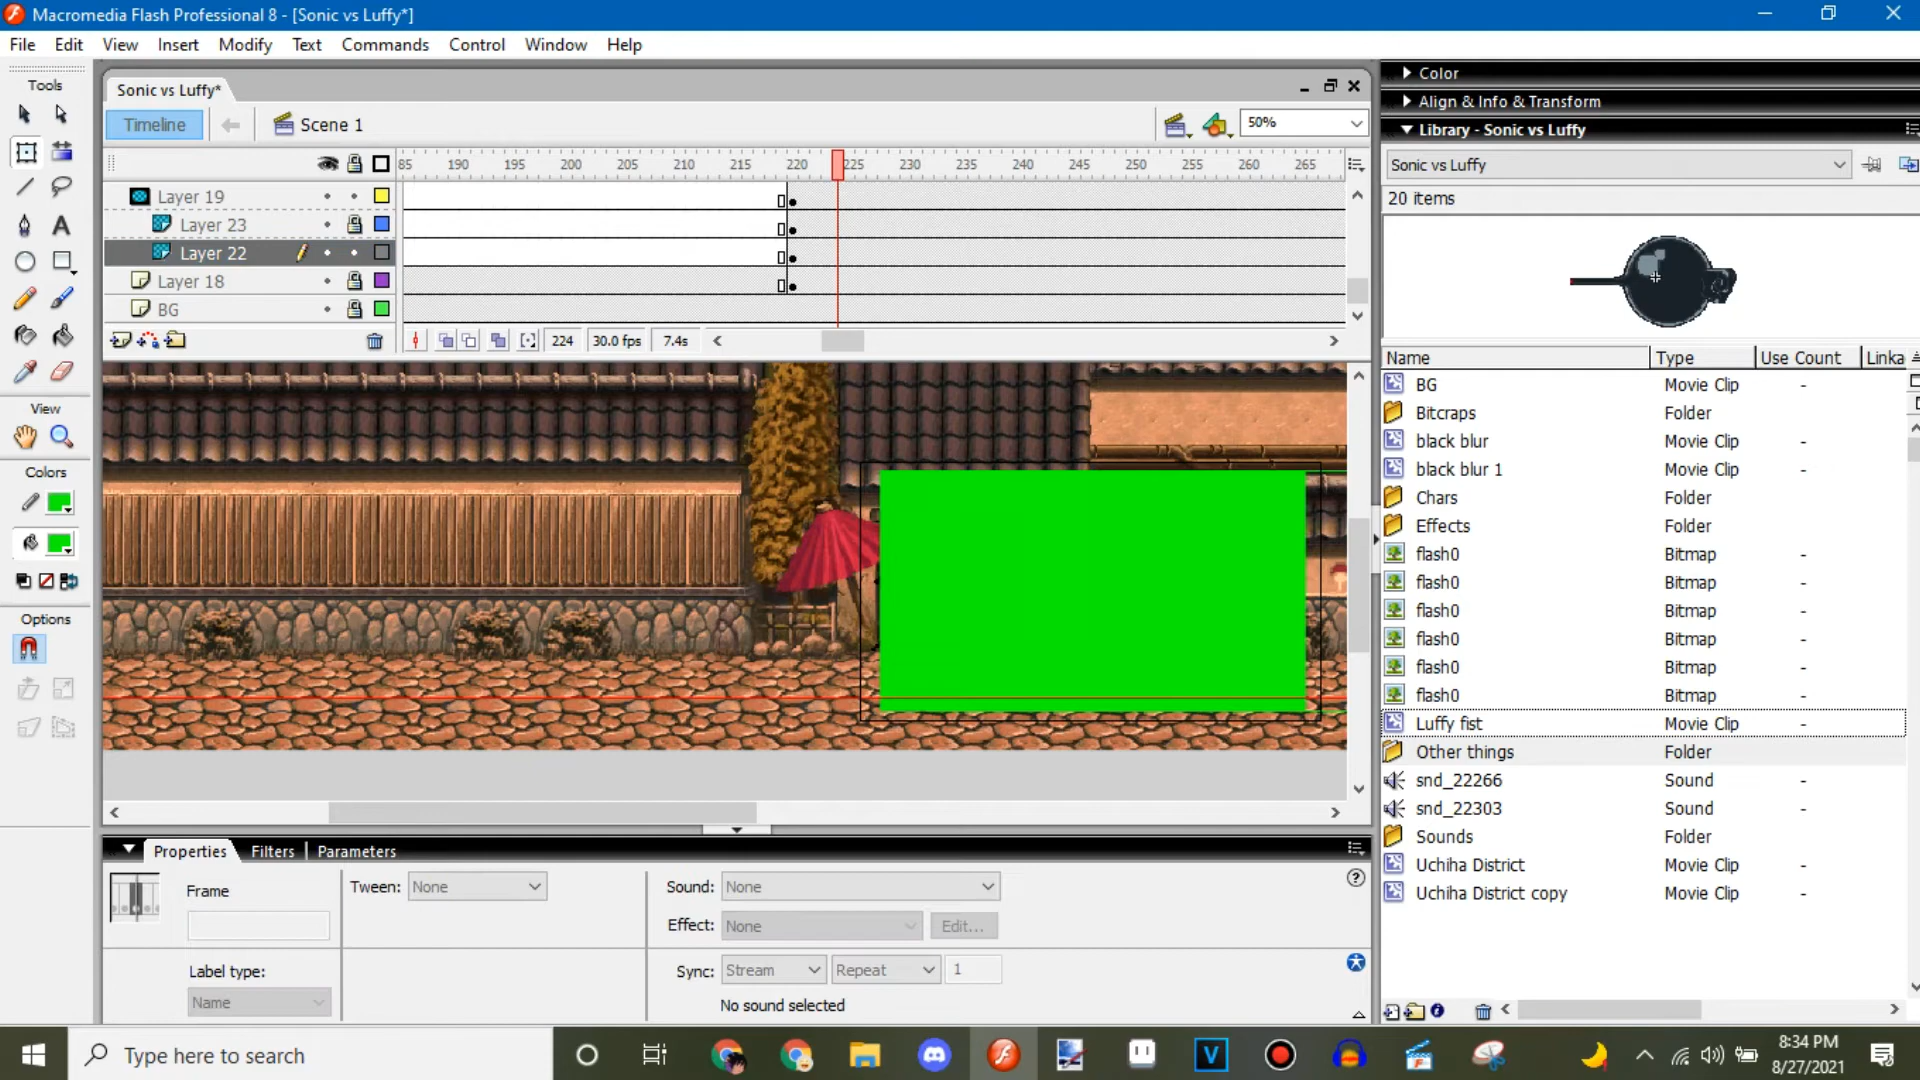 Macromedia Flash Professional 8 - [Sonic vs Luffy*]
File Edit View Insert Modify Text Commands Control Window Help
Tools
View
Colors
Options
Sonic vs Luffy*
Timeline
Scene 1
50%
85 190 195 200 205 210 215 220 225 230 235 240 245 250 255 260 265
Layer 19
Layer 23
Layer 22
Layer 18
BG
224 30.0 fps 7.4s
Properties Filters Parameters
Frame
Label type:
Name
Tween: None
Sound: None
Effect: None Edit...
Sync: Stream Repeat 1
No sound selected
Color
Align & Info & Transform
Library - Sonic vs Luffy
Sonic vs Luffy
20 items
Name Type Use Count Linka
BG Movie Clip -
Bitcraps Folder
black blur Movie Clip -
black blur 1 Movie Clip -
Chars Folder
Effects Folder
flash0 Bitmap -
flash0 Bitmap -
flash0 Bitmap -
flash0 Bitmap -
flash0 Bitmap -
flash0 Bitmap -
Luffy fist Movie Clip -
Other things Folder
snd_22266 Sound -
snd_22303 Sound -
Sounds Folder
Uchiha District Movie Clip -
Uchiha District copy Movie Clip -
Type here to search
8:34 PM
8/27/2021